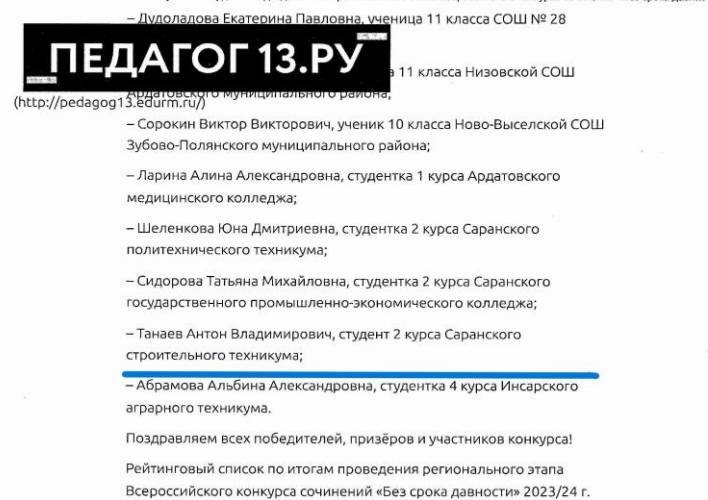 – Дудоладова Екатерина Павловна, ученица 11 класса СОШ № 28
ПЕДАГОГ 13.РУ
11 класса Низовской СОШ
Ардатовского муниципального района;
(http://pedagog13.edurm.ru/)
– Сорокин Виктор Викторович, ученик 10 класса Ново-Выселской СОШ
Зубово-Полянского муниципального района;
– Ларина Алина Александровна, студентка 1 курса Ардатовского
медицинского колледжа;
– Шеленкова Юна Дмитриевна, студентка 2 курса Саранского
политехнического техникума;
– Сидорова Татьяна Михайловна, студентка 2 курса Саранского
государственного промышленно-экономического колледжа;
– Танаев Антон Владимирович, студент 2 курса Саранского
строительного техникума;
– Абрамова Альбина Александровна, студентка 4 курса Инсарского
аграрного техникума.
Поздравляем всех победителей, призёров и участников конкурса!
Рейтинговый список по итогам проведения регионального этапа
Всероссийского конкурса сочинений «Без срока давности» 2023/24 г.